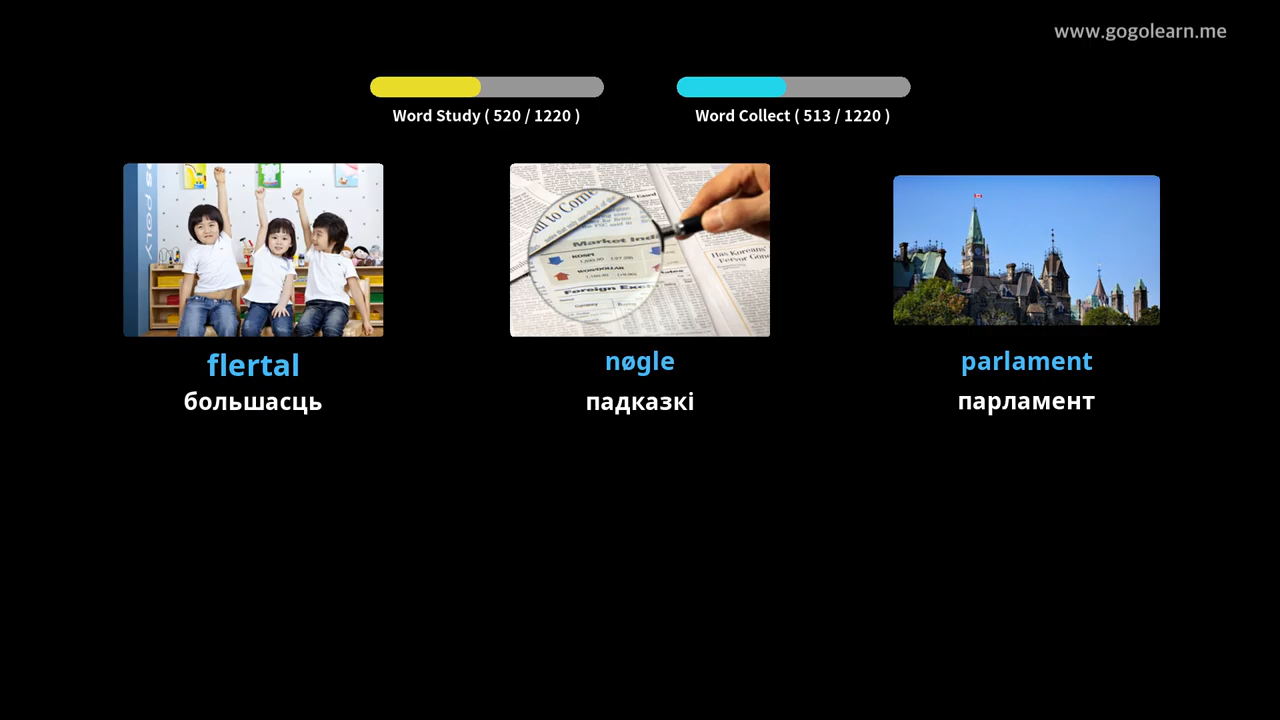 www.gogolearn.me
Word Study ( 520 / 1220 )
Word Collect ( 513 / 1220 )
flertal
большасць
nøgle
падказкі
parlament
парламент